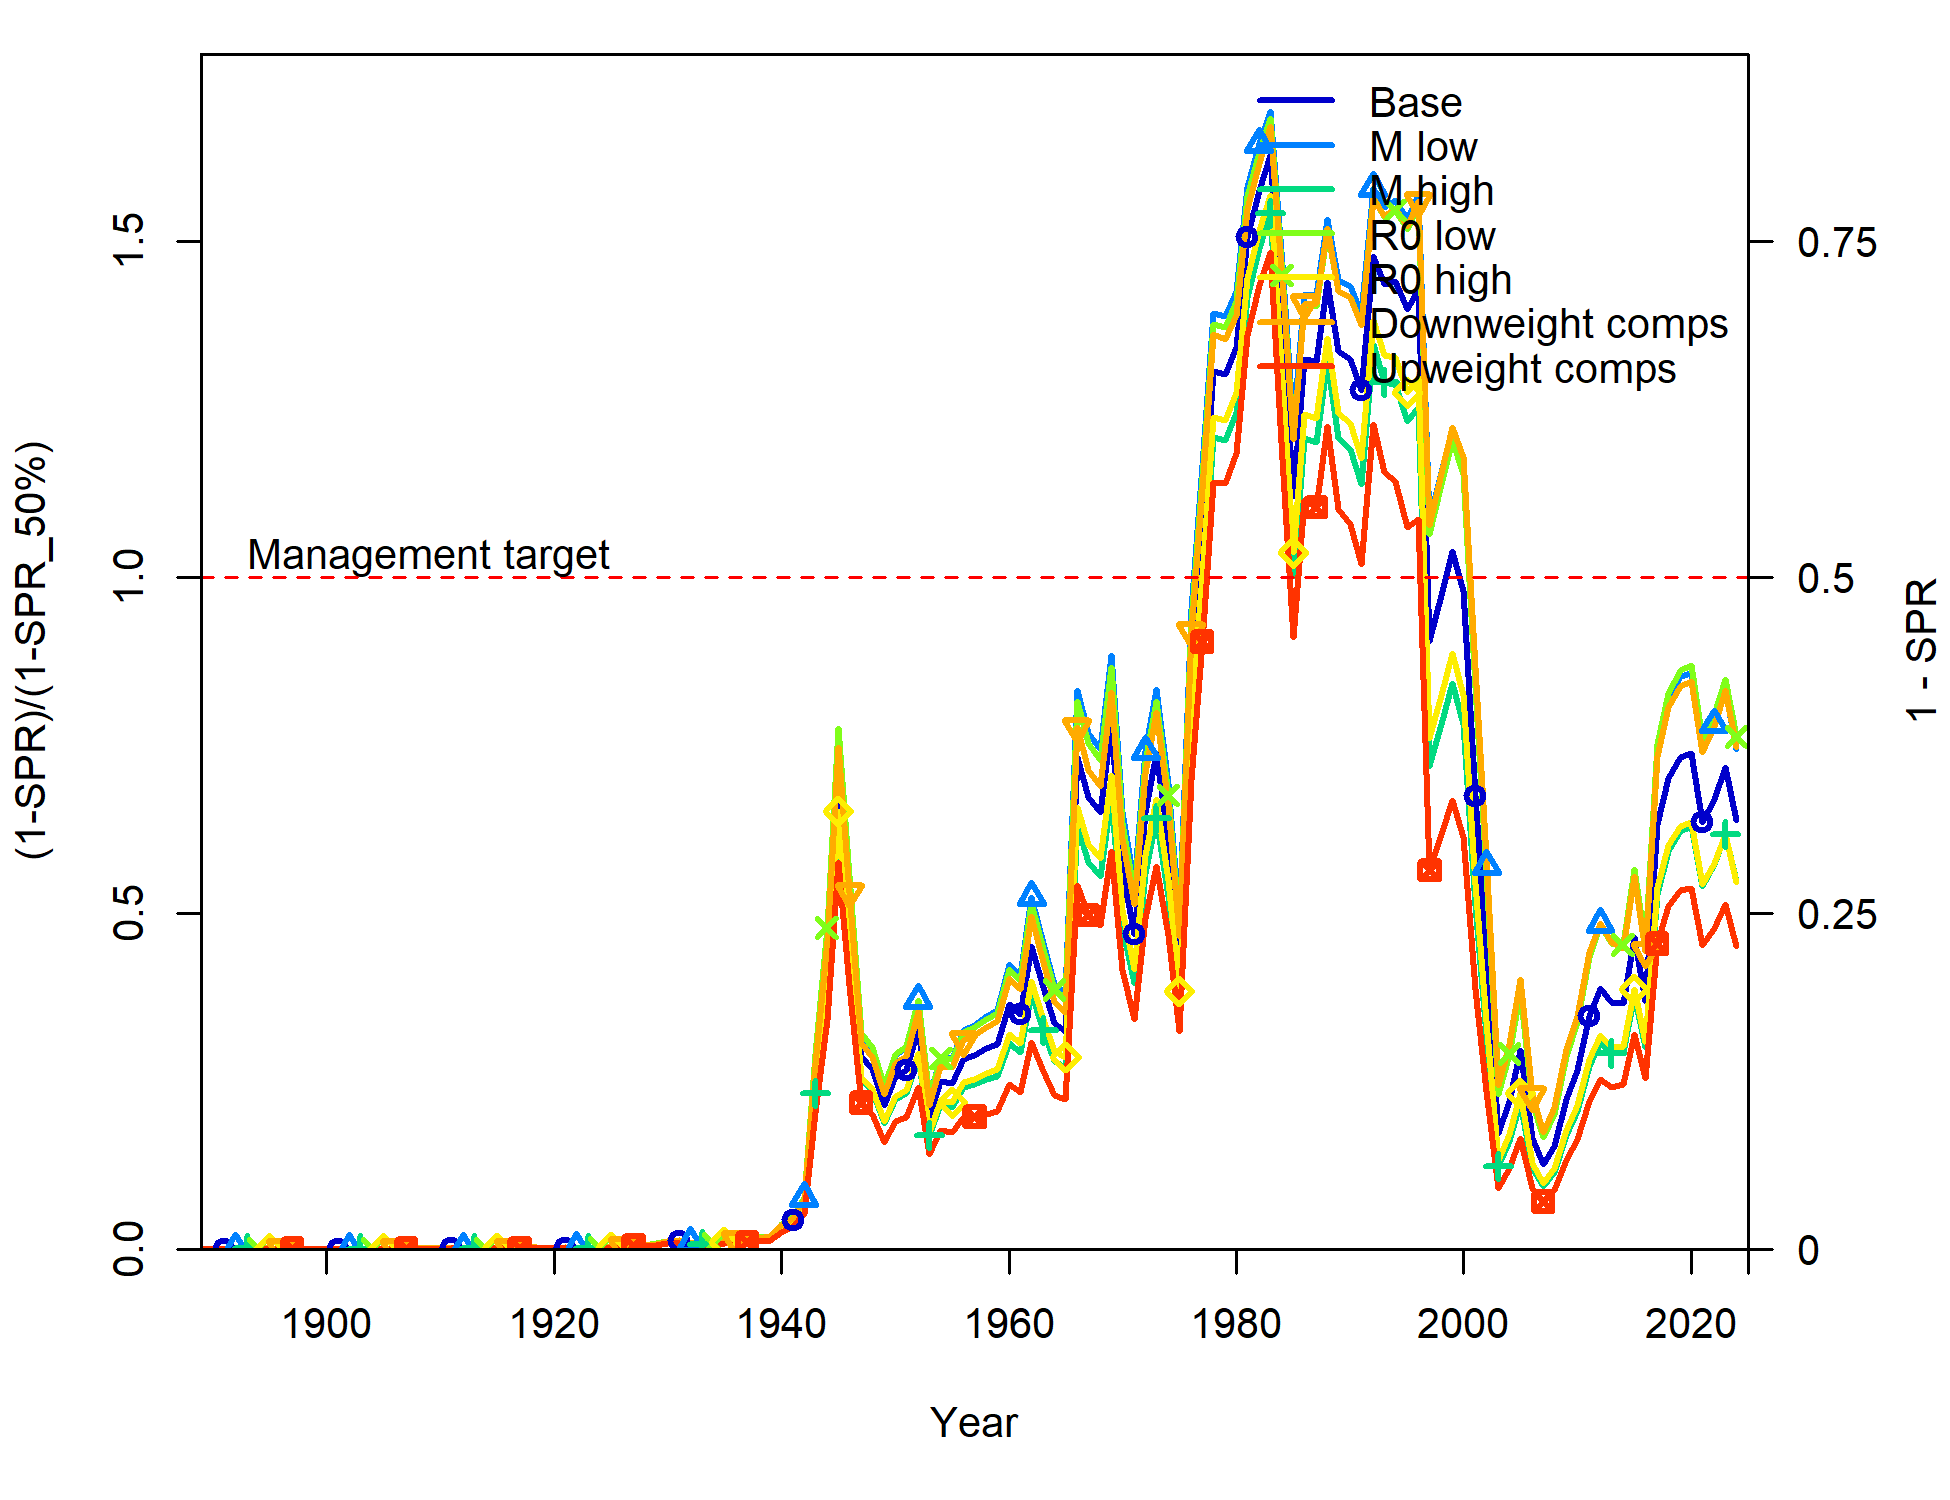 Base
M low
M high
R0 low
R0 high
Downweight comps
Upweight comps
Management target
(1-SPR)/(1-SPR_50%)
0.0
0.5
1.0
1.5
1 - SPR
0
0.25
0.5
0.75
1900
1920
1940
1960
1980
2000
2020
Year